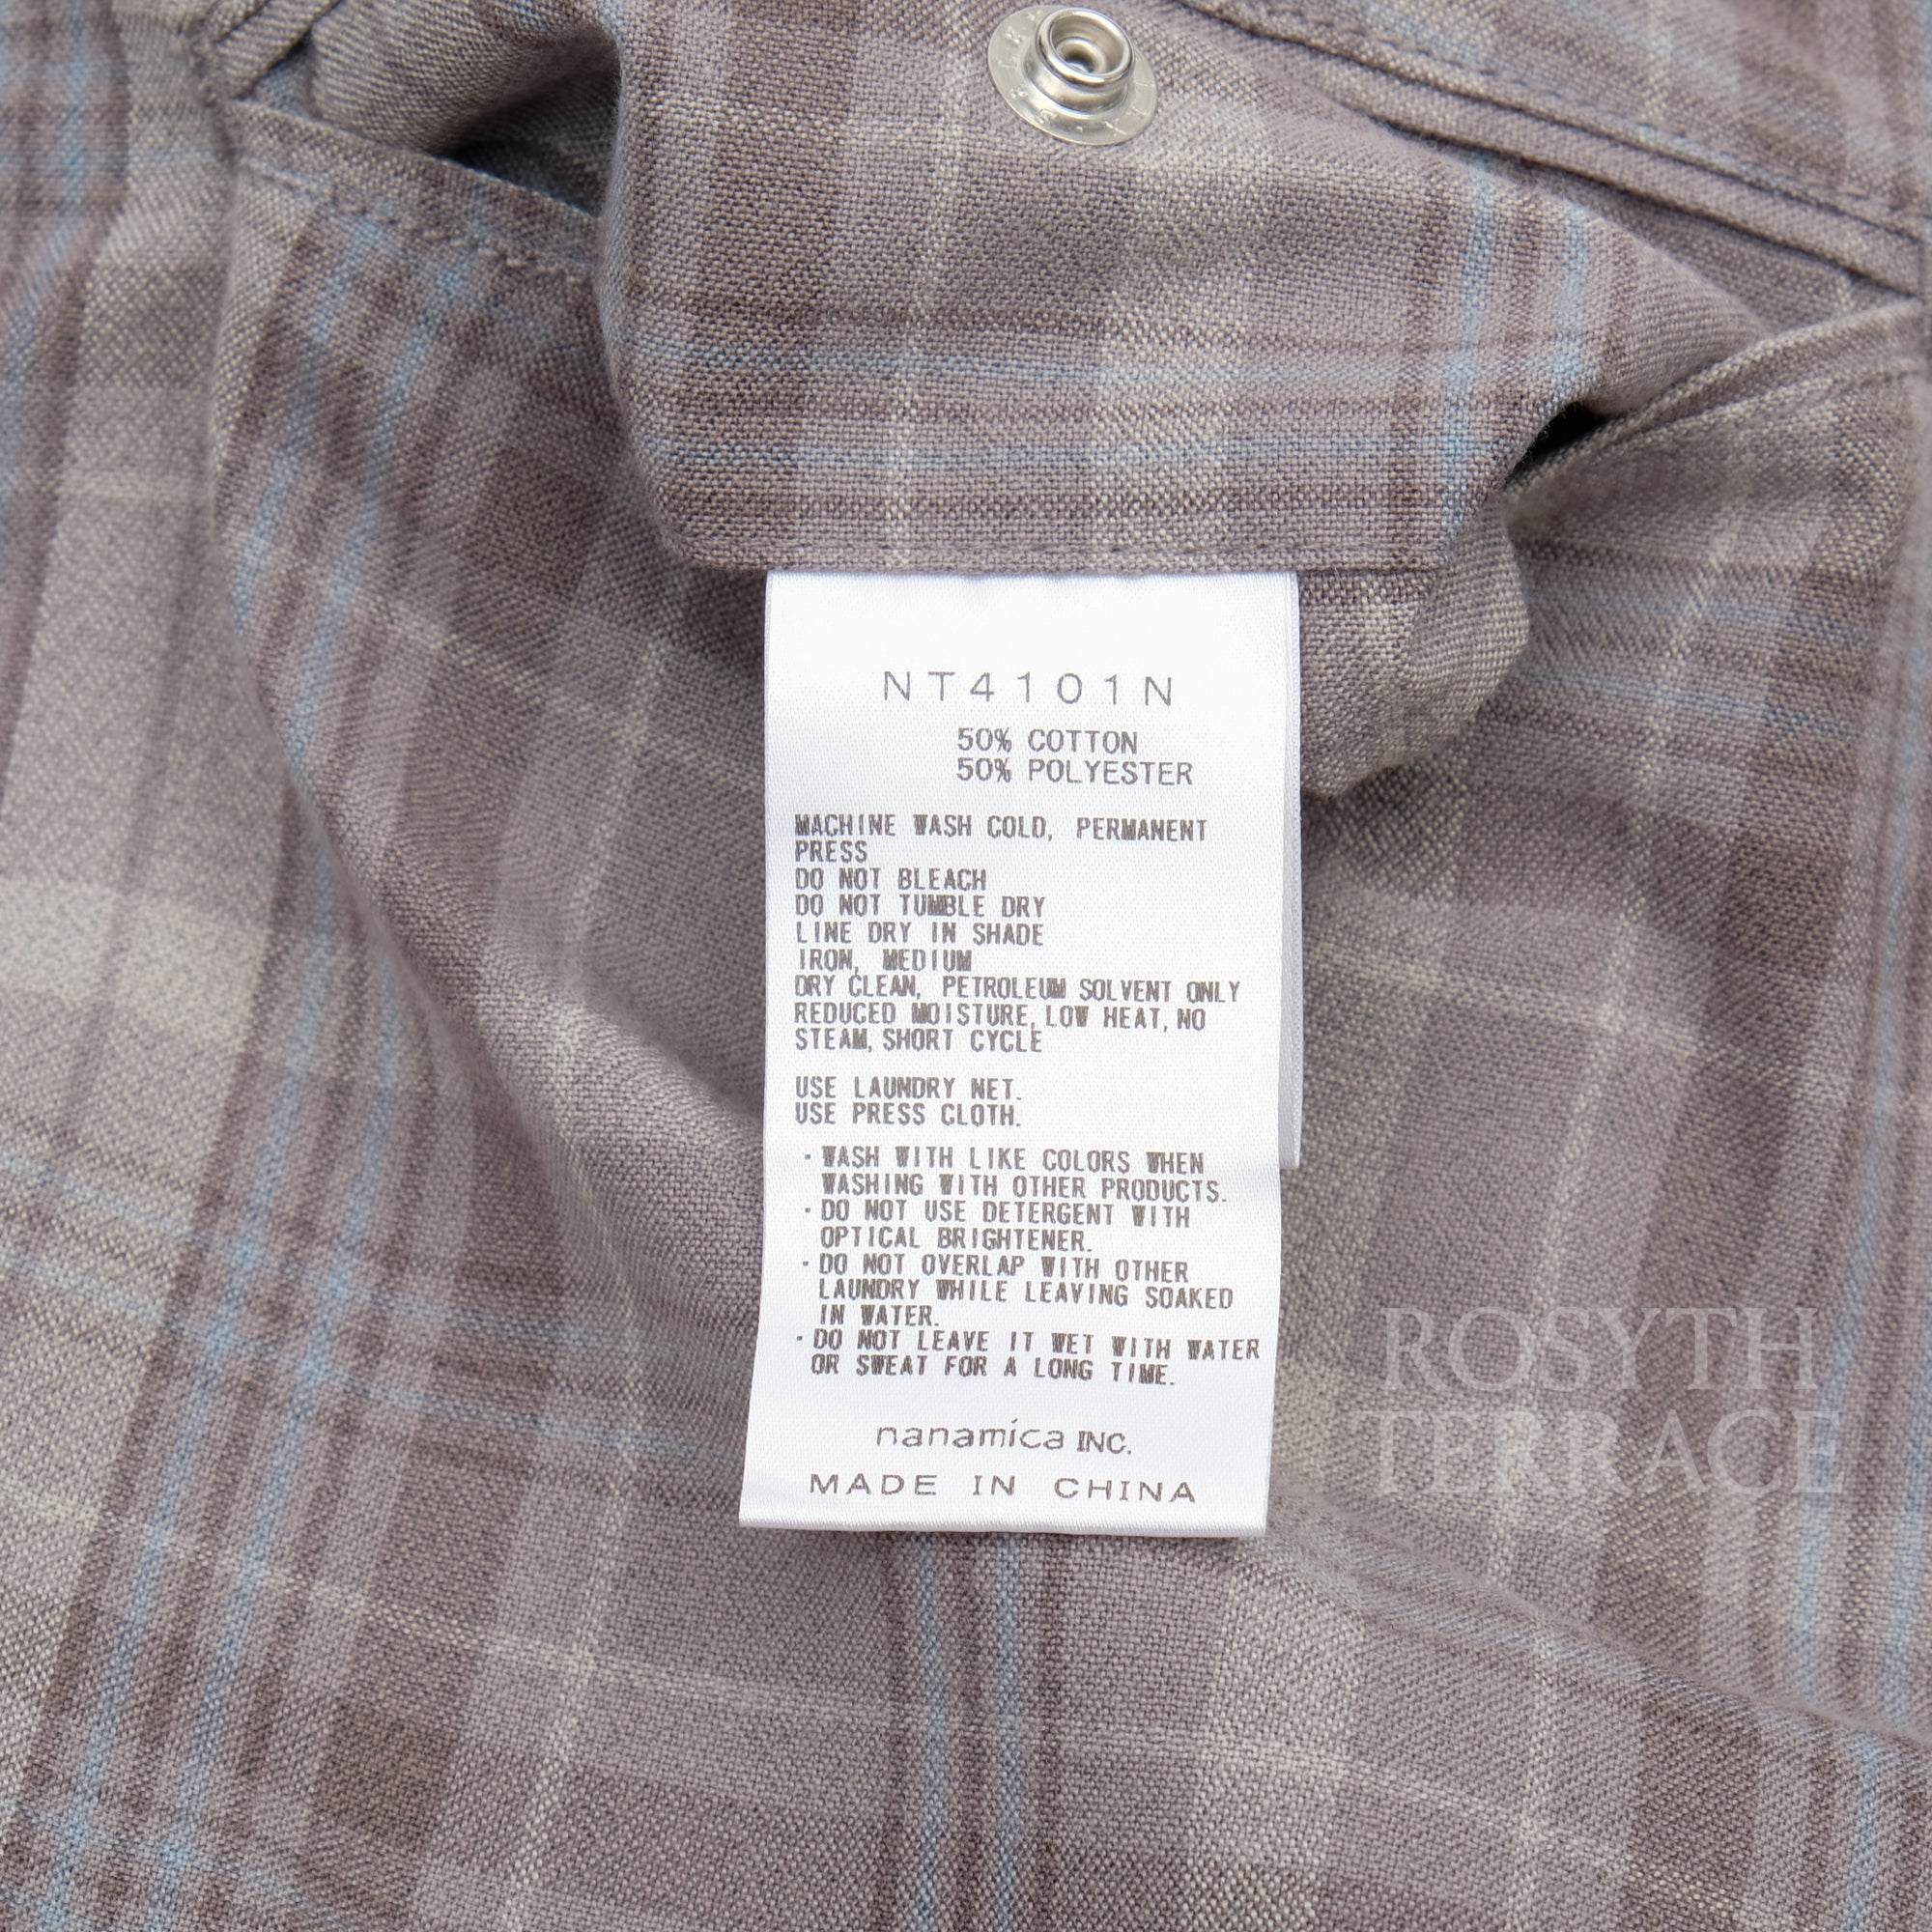 NT4101N
50% COTTON
50% POLYESTER
MACHINE WASH COLD, PERMANENT
PRESS
DO NOT BLEACH
DO NOT TUMBLE DRY
LINE DRY IN SHADE
IRON, MEDIUM
DRY CLEAN, PETROLEUM SOLVENT ONLY
REDUCED MOISTURE, LOW HEAT, NO
STEAM, SHORT CYCLE
USE LAUNDRY NET.
USE PRESS CLOTH.
・WASH WITH LIKE COLORS WHEN
WASHING WITH OTHER PRODUCTS.
・DO NOT USE DETERGENT WITH
OPTICAL BRIGHTENER.
・DO NOT OVERLAP WITH OTHER
LAUNDRY WHILE LEAVING SOAKED
IN WATER.
・DO NOT LEAVE IT WET WITH WATER
OR SWEAT FOR A LONG TIME.
nanamica INC.
MADE IN CHINA
ROSYTH
TERRACE